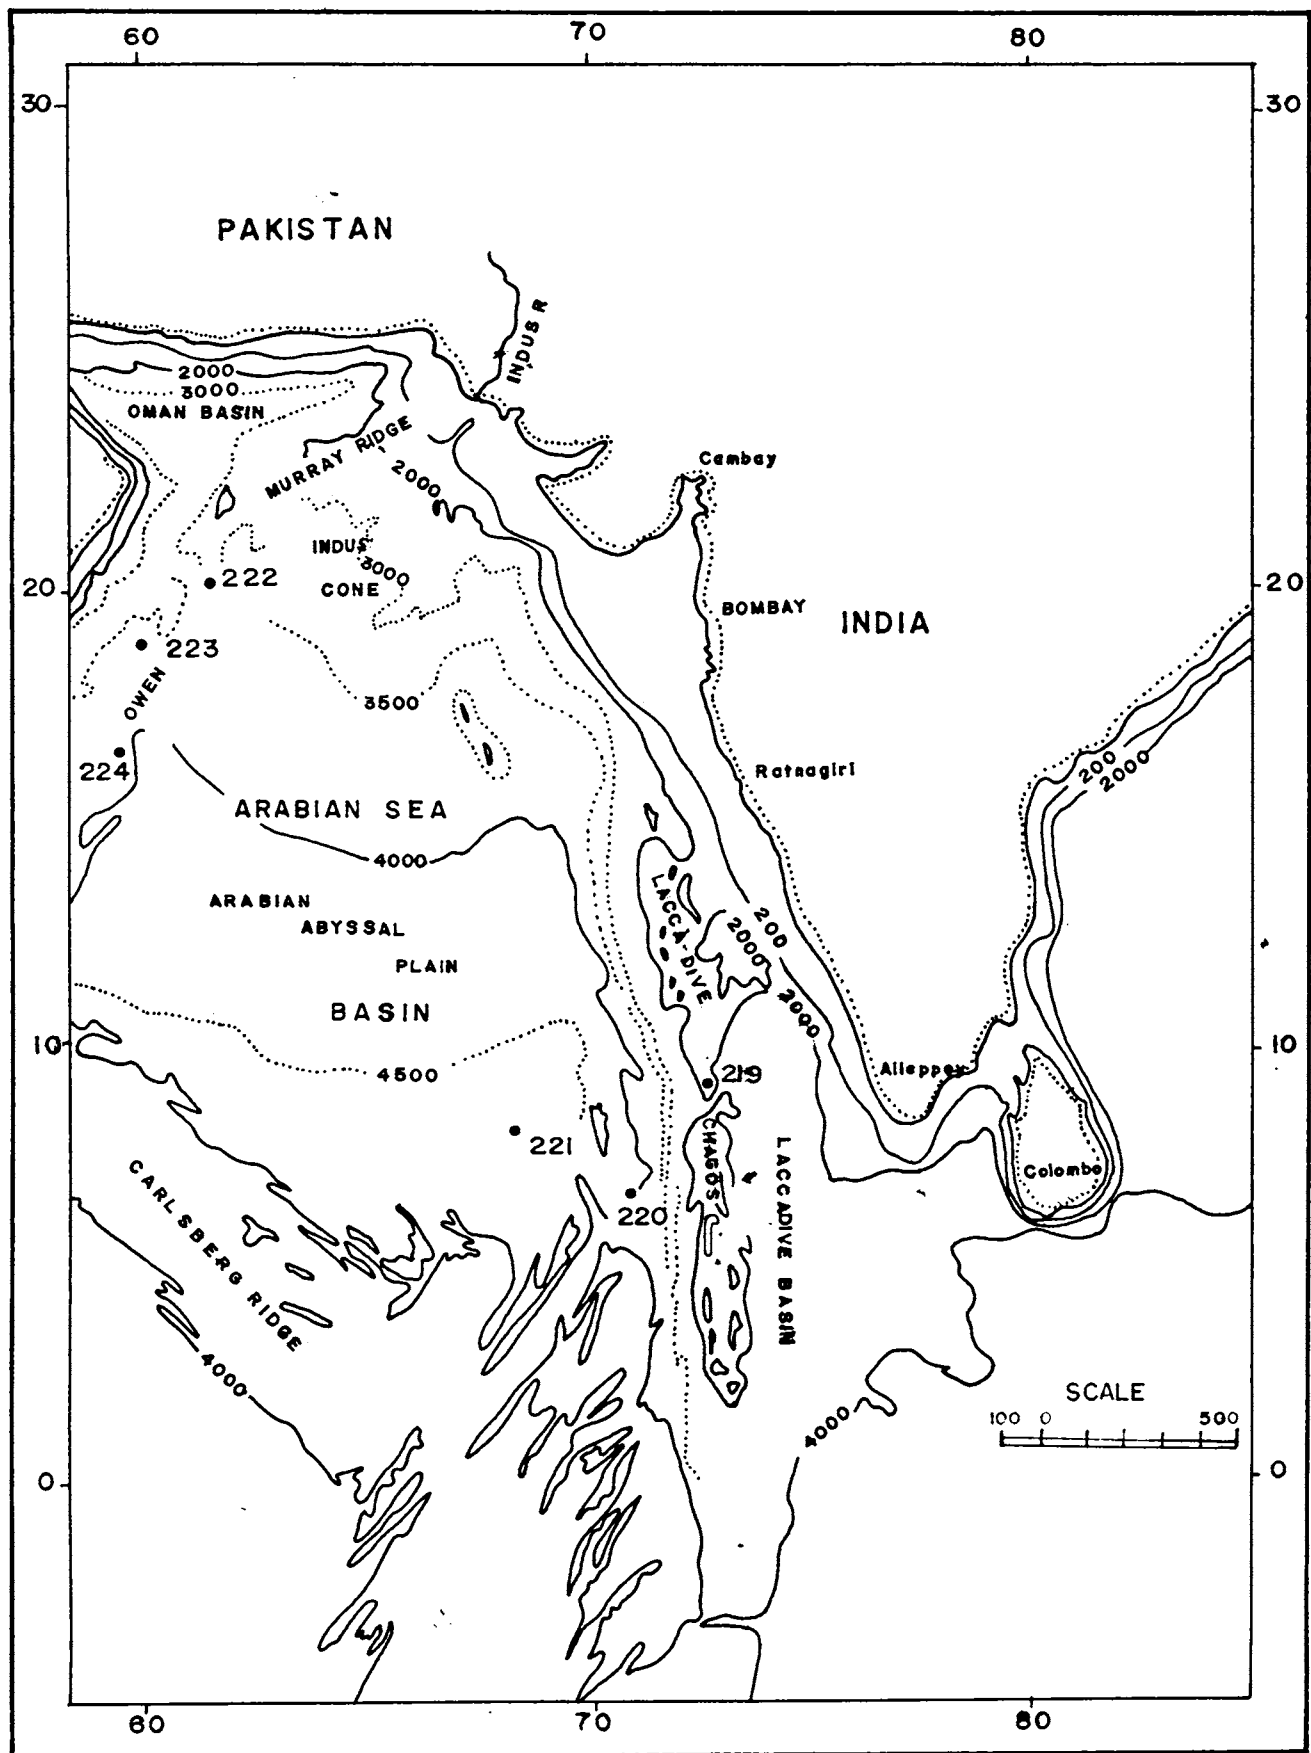 60 70 80
30 30
PAKISTAN
INDUS R
2000
3000
OMAN BASIN
MURRAY RIDGE
2000
Cambay
INDUS
3000
CONE
222
20 20
BOMBAY
INDIA
223
OWEN
3500
224
Ratnagiri
200
2000
ARABIAN SEA
4000
ARABIAN
ABYSSAL
PLAIN
BASIN
LACCA-DIVE
200
2000
2000
10 10
4500
219
Alleppey
221
CHAGOS
LACCADIVE BASIN
Colombo
220
CARLSBERG RIDGE
4000
4000
SCALE
100 0 500
0 0
60 70 80